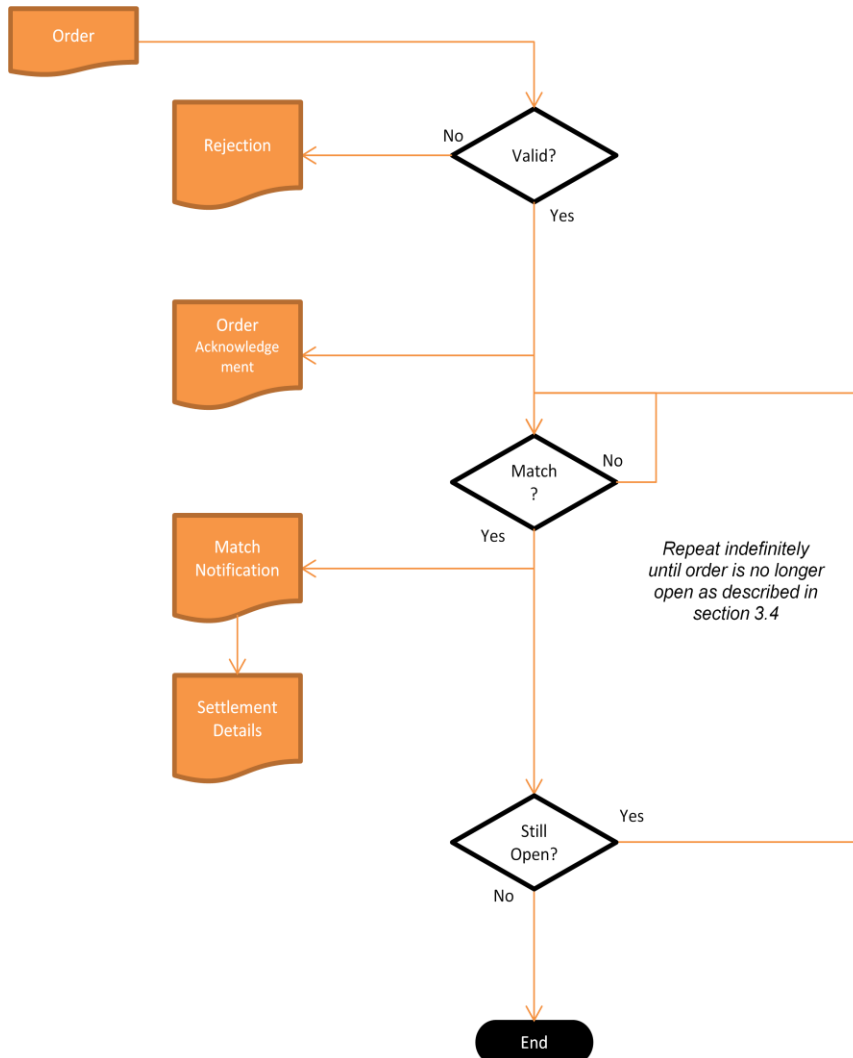 Order
No
Rejection
Valid?
Yes
Order
Acknowledge
ment
Match
?
No
Yes
Match
Notification
Repeat indefinitely
until order is no longer
open as described in
section 3.4
Settlement
Details
Still
Open?
Yes
No
End